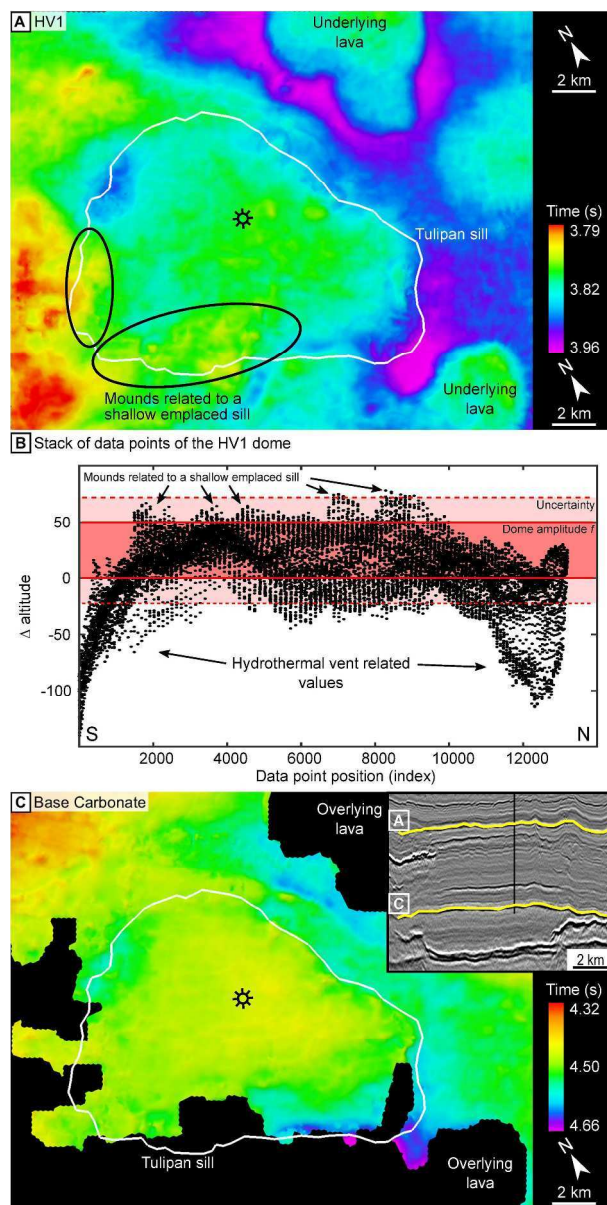 A HV1
Underlying
lava
N
2 km
Tulipan sill
Time (s)
3.79
3.82
3.96
Mounds related to a
shallow emplaced sill
Underlying
lava
N
2 km
B Stack of data points of the HV1 dome
Mounds related to a shallow emplaced sill
Uncertainty
Dome amplitude f
50
0
-50
-100
Δ altitude
Hydrothermal vent related
values
S
N
2000
4000
6000
8000
10000
12000
Data point position (index)
C Base Carbonate
Overlying
lava
A
C
2 km
Time (s)
4.32
4.50
4.66
Tulipan sill
Overlying
lava
N
2 km